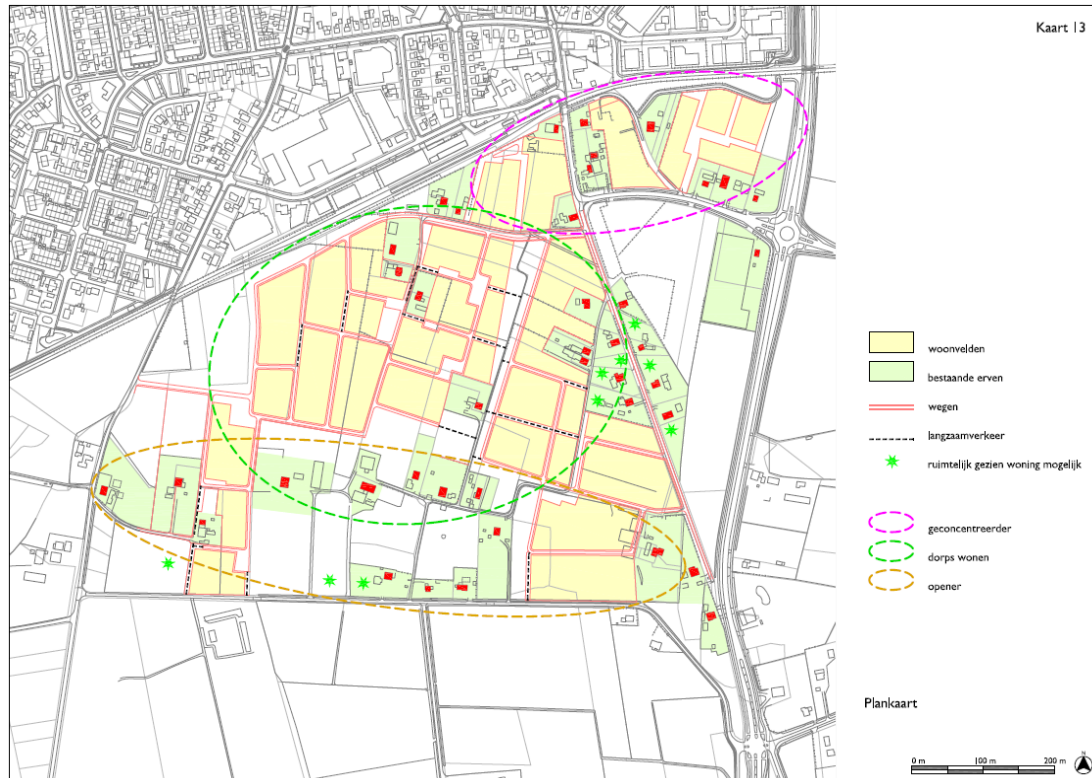 Kaart 13
woonvelden
bestaande erven
wegen
langzaamverkeer
ruimtelijk gezien woning mogelijk
geconcentreerder
dorps wonen
opener
Plankaart
0 m 100 m 200 m
N